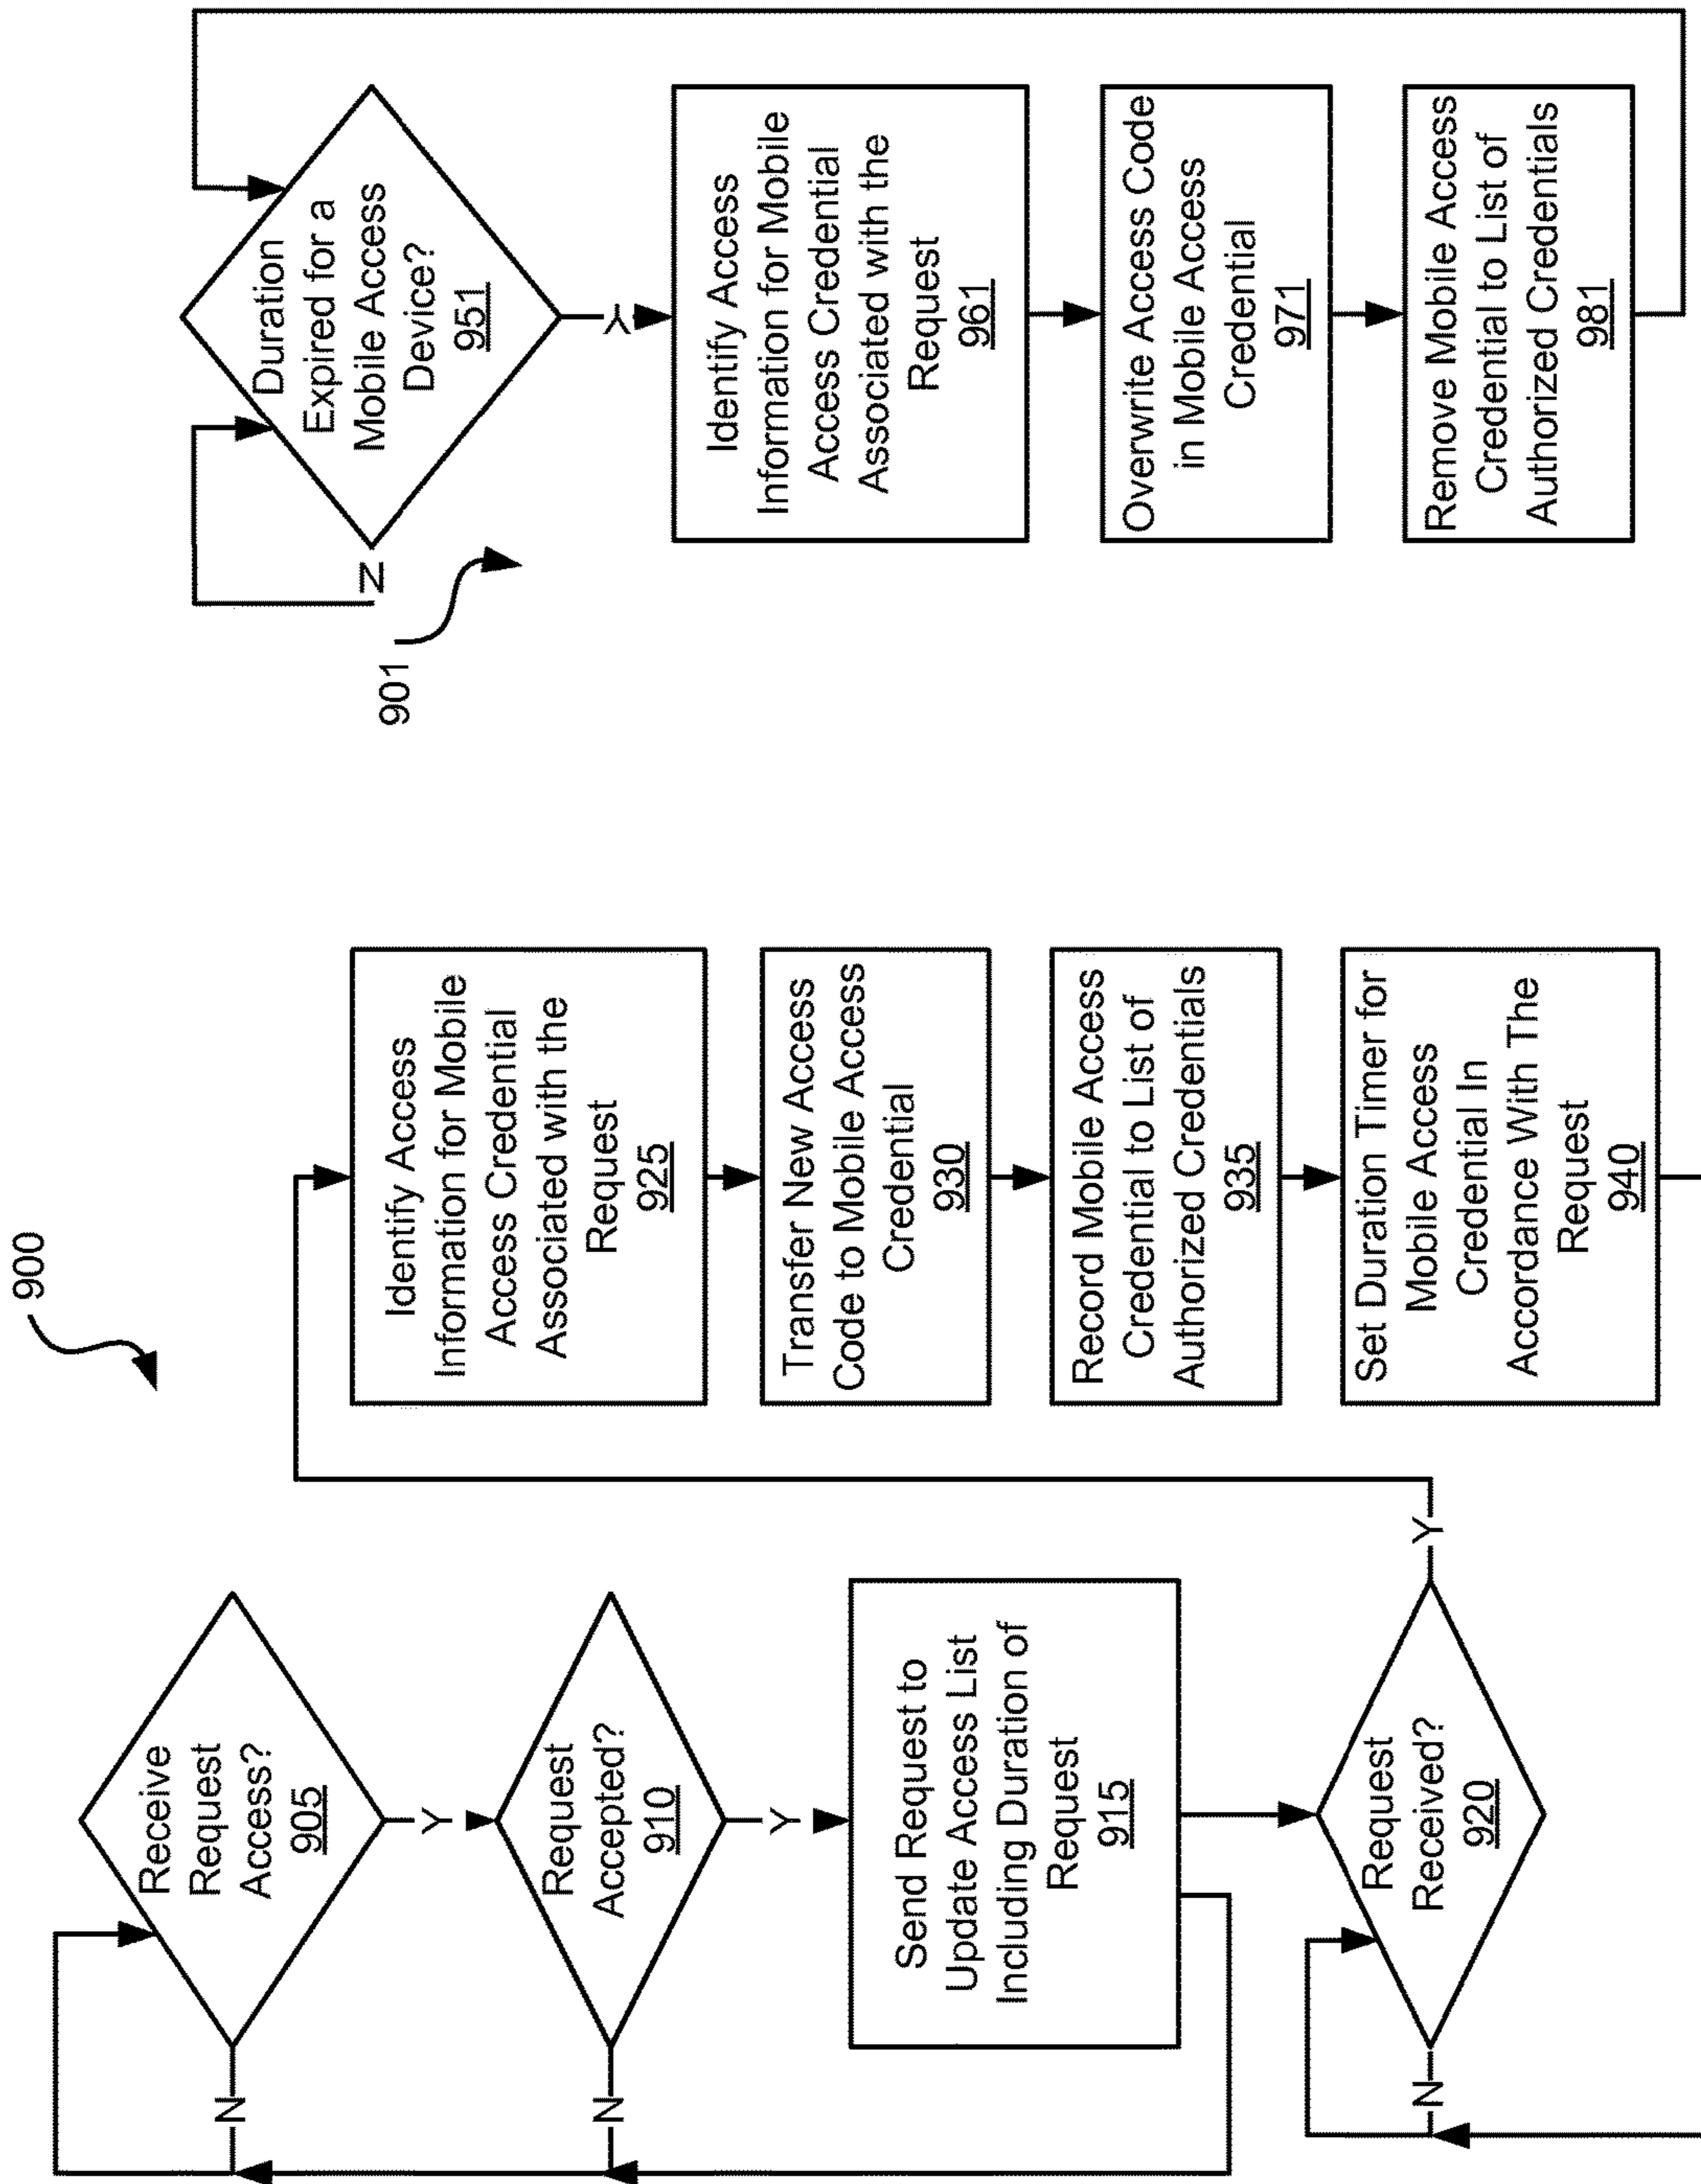 900
Receive
Request
Access?
905
N
Y
Request
Accepted?
910
N
Y
Send Request to
Update Access List
Including Duration of
Request
915
Request
Received?
920
N
Y
Identify Access
Information for Mobile
Access Credential
Associated with the
Request
925
Transfer New Access
Code to Mobile Access
Credential
930
Record Mobile Access
Credential to List of
Authorized Credentials
935
Set Duration Timer for
Mobile Access
Credential In
Accordance With The
Request
940
901
Duration
Expired for a
Mobile Access
Device?
951
N
Y
Identify Access
Information for Mobile
Access Credential
Associated with the
Request
961
Overwrite Access Code
in Mobile Access
Credential
971
Remove Mobile Access
Credential to List of
Authorized Credentials
981